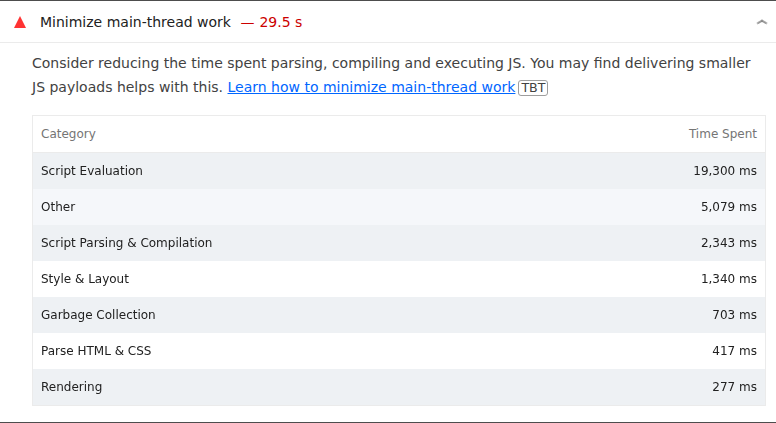 Minimize main-thread work — 29.5 s
Consider reducing the time spent parsing, compiling and executing JS. You may find delivering smaller
JS payloads helps with this. Learn how to minimize main-thread work TBT
Category Time Spent
Script Evaluation 19,300 ms
Other 5,079 ms
Script Parsing & Compilation 2,343 ms
Style & Layout 1,340 ms
Garbage Collection 703 ms
Parse HTML & CSS 417 ms
Rendering 277 ms